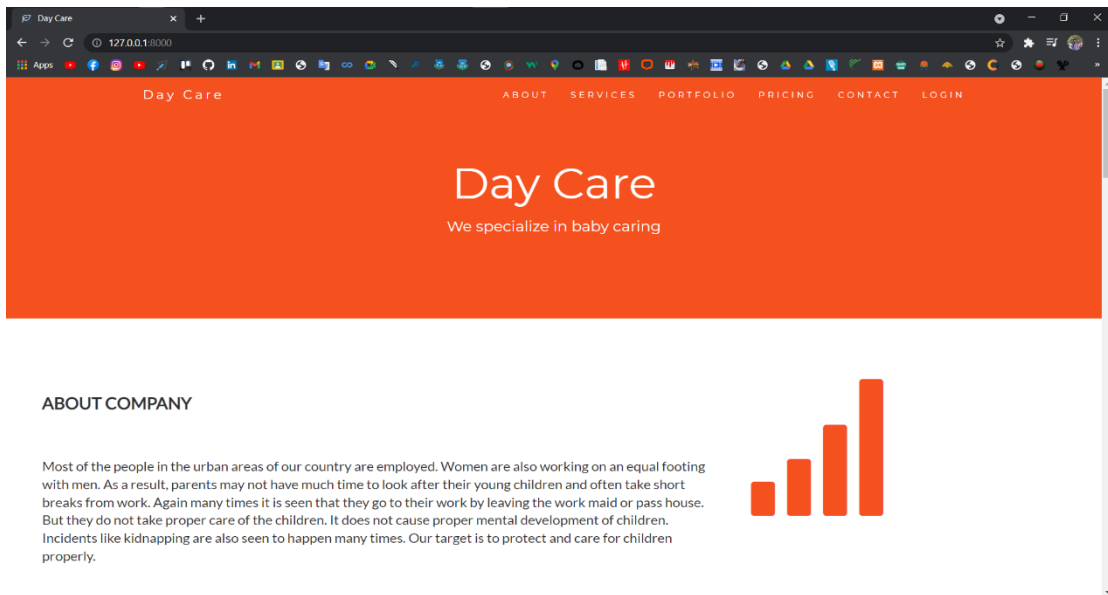 Day Care
127.0.0.1:8000
Apps
Day Care ABOUT SERVICES PORTFOLIO PRICING CONTACT LOGIN
Day Care
We specialize in baby caring
ABOUT COMPANY
Most of the people in the urban areas of our country are employed. Women are also working on an equal footing
with men. As a result, parents may not have much time to look after their young children and often take short
breaks from work. Again many times it is seen that they go to their work by leaving the work maid or pass house.
But they do not take proper care of the children. It does not cause proper mental development of children.
Incidents like kidnapping are also seen to happen many times. Our target is to protect and care for children
properly.